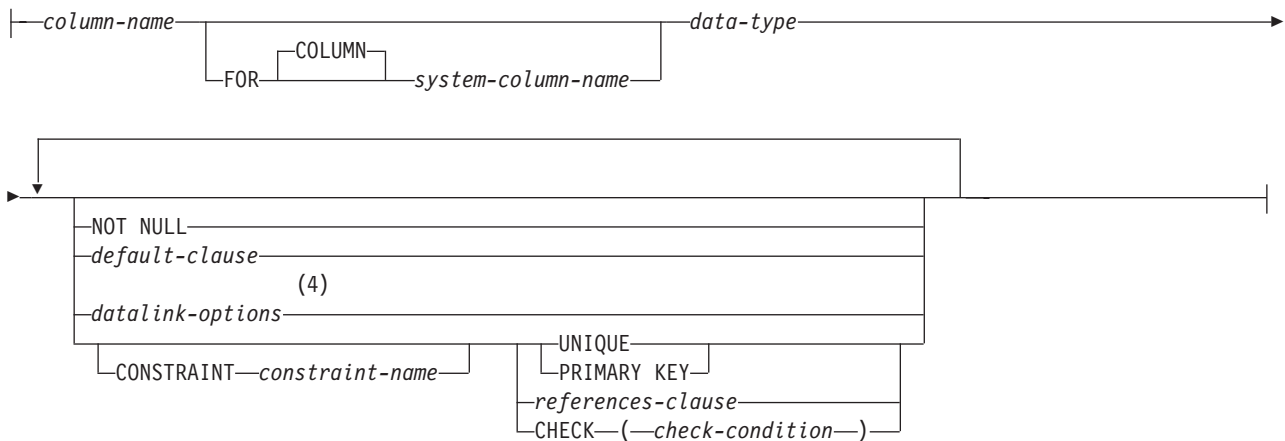 column-name data-type
COLUMN
FOR system-column-name
NOT NULL
default-clause
(4)
datalink-options
UNIQUE
CONSTRAINT constraint-name PRIMARY KEY
references-clause
CHECK ( check-condition )